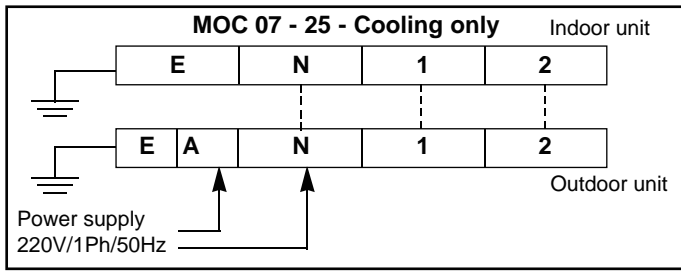 MOC 07 - 25 - Cooling only Indoor unit
E N 1 2
E A N 1 2
Outdoor unit
Power supply
220V/1Ph/50Hz